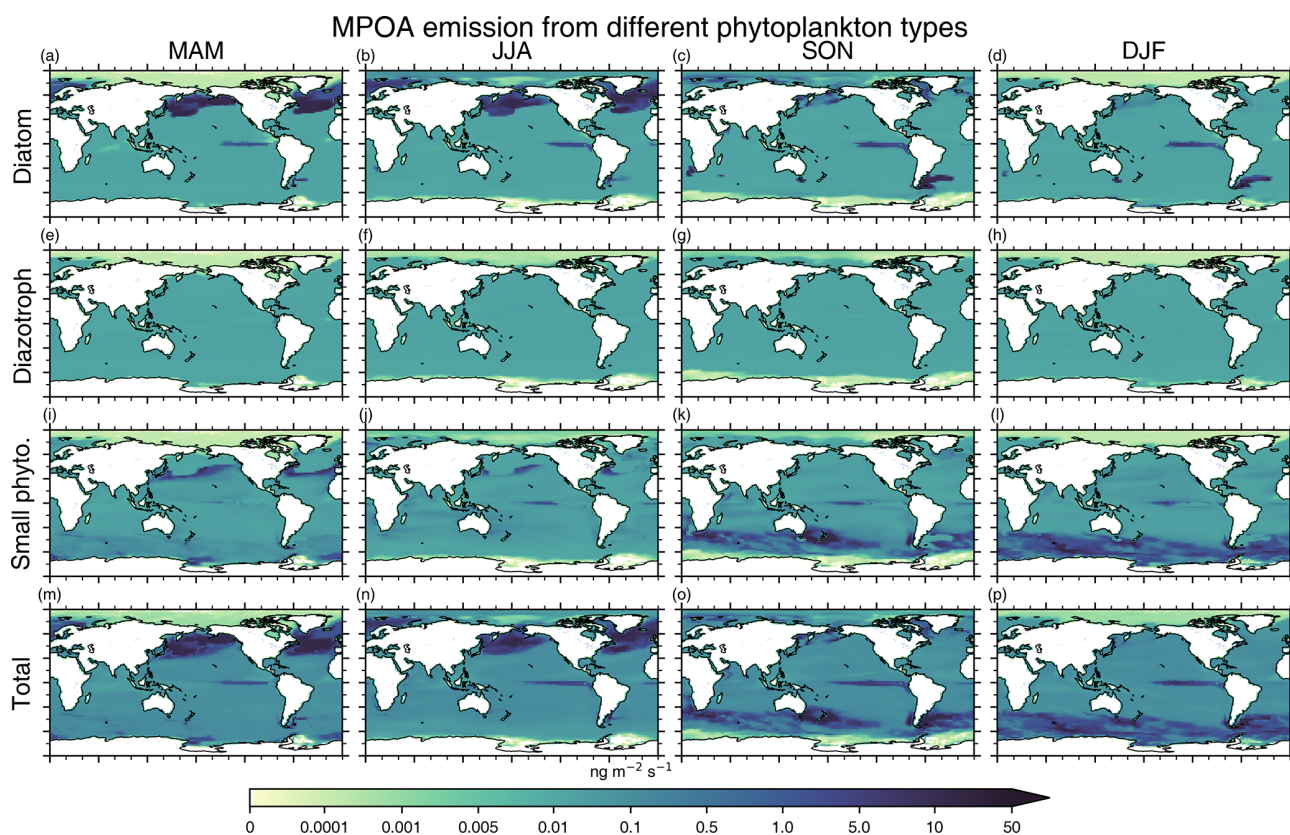 MPOA emission from different phytoplankton types
MAM JJA SON DJF
(a) (b) (c) (d)
Diatom
(e) (f) (g) (h)
Diazotroph
(i) (j) (k) (l)
Small phyto.
(m) (n) (o) (p)
Total
ng m⁻² s⁻¹
0 0.0001 0.001 0.005 0.01 0.1 0.5 1.0 5.0 10 50